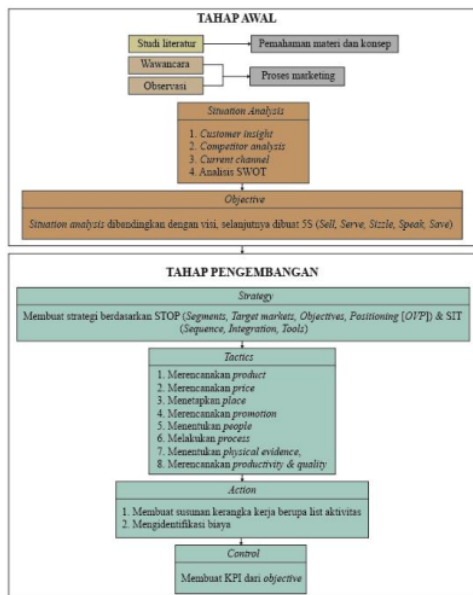 TAHAP AWAL
Studi literatur
Pemahaman materi dan konsep
Wawancara
Observasi
Proses marketing
Situation Analysis
1. Customer insight
2. Competitor analysis
3. Current channel
4. Analisis SWOT
Objective
Situation analysis dibandingkan dengan visi, selanjutnya dibuat 5S (Sell, Serve, Sizzle, Speak, Save)
TAHAP PENGEMBANGAN
Strategy
Membuat strategi berdasarkan STOP (Segments, Target markets, Objectives, Positioning [OVP]) & SIT
(Sequence, Integration, Tools)
Tactics
1. Merencanakan product
2. Merencanakan price
3. Menetapkan place
4. Merencanakan promotion
5. Menentukan people
6. Melakukan process
7. Menentukan physical evidence,
8. Merencanakan productivity & quality
Action
1. Membuat susunan kerangka kerja berupa list aktivitas
2. Mengidentifikasi biaya
Control
Membuat KPI dari objective